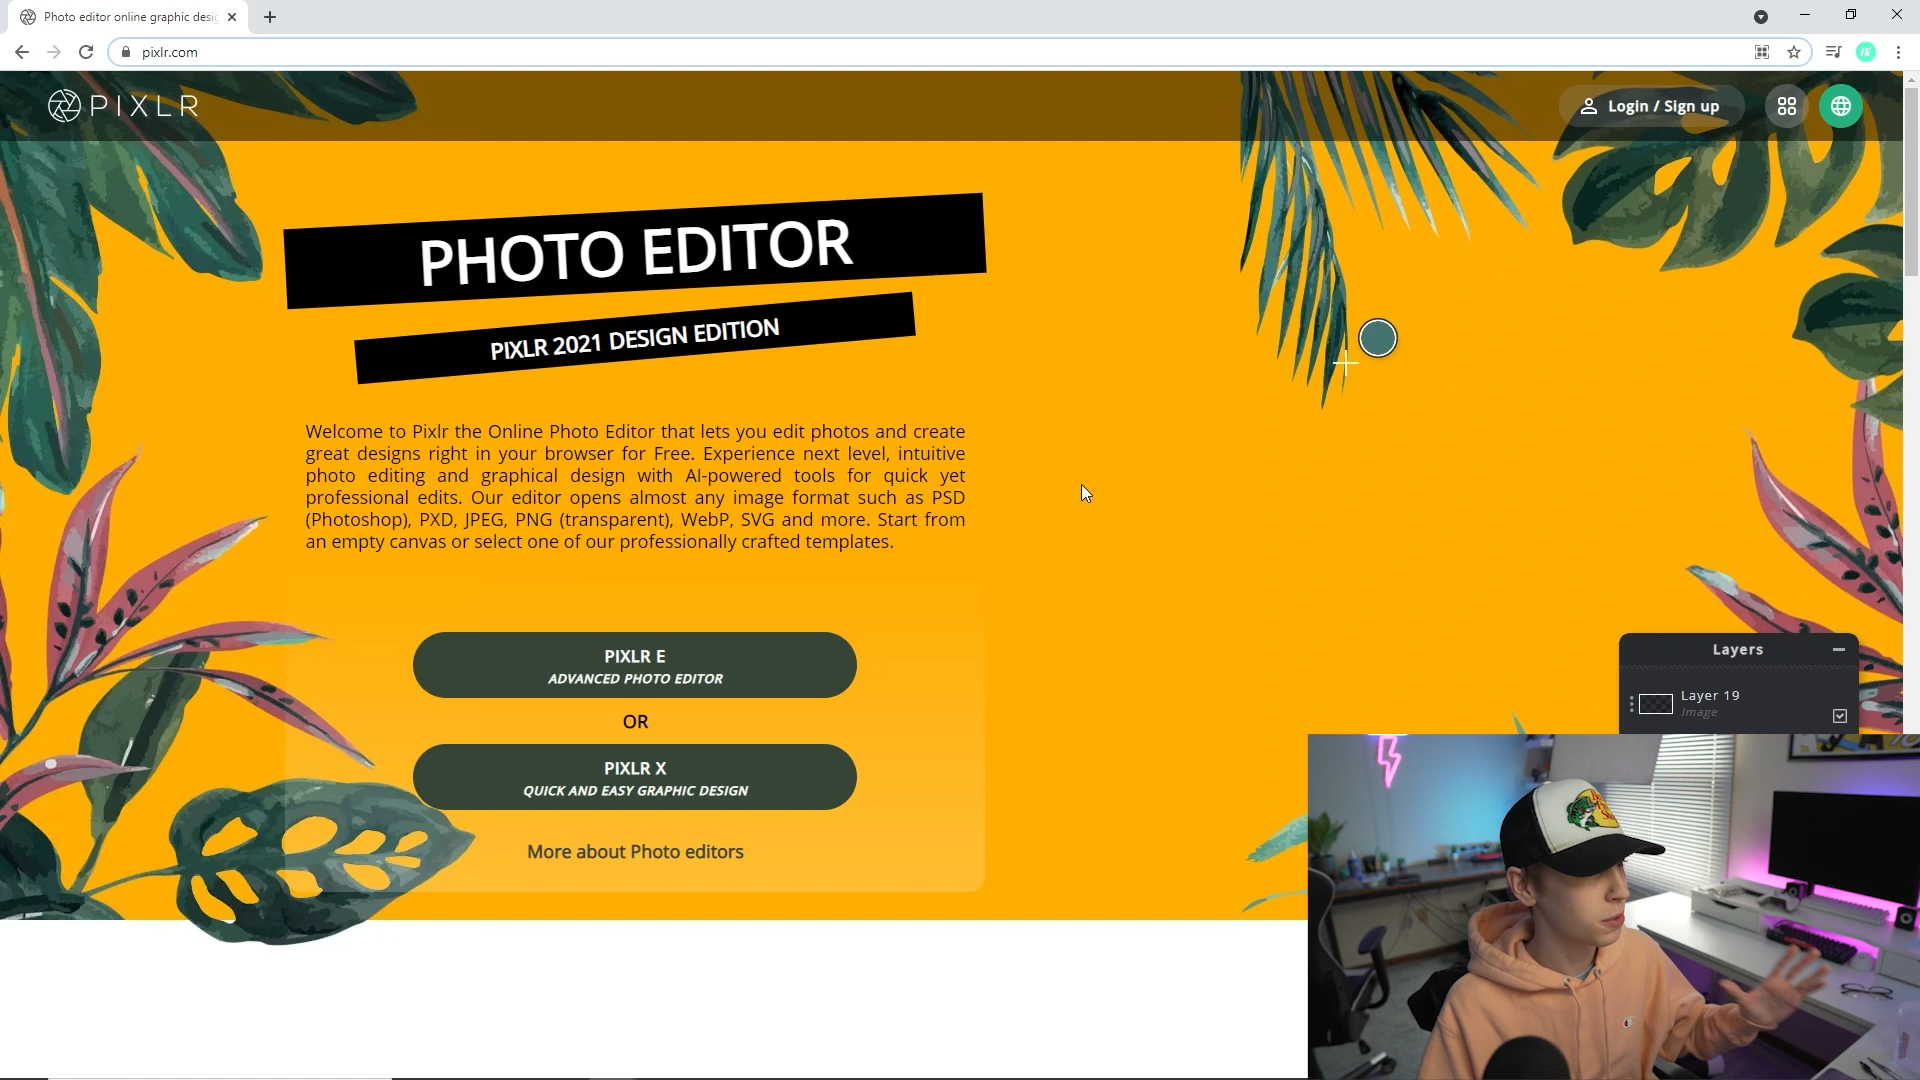 Photo editor online graphic desig
pixlr.com
PIXLR
Login / Sign up
PHOTO EDITOR
PIXLR 2021 DESIGN EDITION
Welcome to Pixlr the Online Photo Editor that lets you edit photos and create
great designs right in your browser for Free. Experience next level, intuitive
photo editing and graphical design with AI-powered tools for quick yet
professional edits. Our editor opens almost any image format such as PSD
(Photoshop), PXD, JPEG, PNG (transparent), WebP, SVG and more. Start from
an empty canvas or select one of our professionally crafted templates.
PIXLR E
ADVANCED PHOTO EDITOR
OR
PIXLR X
QUICK AND EASY GRAPHIC DESIGN
More about Photo editors
Layers
Layer 19
Image